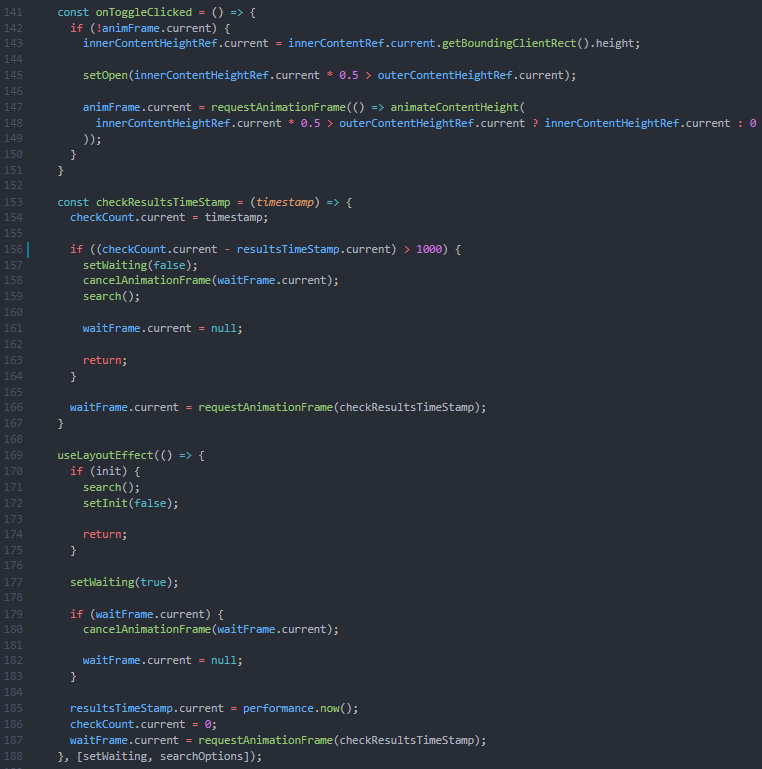 141 const onToggleClicked = () => {
142 if (!animFrame.current) {
143 innerContentHeightRef.current = innerContentRef.current.getBoundingClientRect().height;
144
145 setOpen(innerContentHeightRef.current * 0.5 > outerContentHeightRef.current);
146
147 animFrame.current = requestAnimationFrame(() => animateContentHeight(
148 innerContentHeightRef.current * 0.5 > outerContentHeightRef.current ? innerContentHeightRef.current : 0
149 ));
150 }
151 }
152
153 const checkResultsTimeStamp = (timestamp) => {
154 checkCount.current = timestamp;
155
156 if ((checkCount.current - resultsTimeStamp.current) > 1000) {
157 setWaiting(false);
158 cancelAnimationFrame(waitFrame.current);
159 search();
160
161 waitFrame.current = null;
162
163 return;
164 }
165
166 waitFrame.current = requestAnimationFrame(checkResultsTimeStamp);
167 }
168
169 useLayoutEffect(() => {
170 if (init) {
171 search();
172 setInit(false);
173
174 return;
175 }
176
177 setWaiting(true);
178
179 if (waitFrame.current) {
180 cancelAnimationFrame(waitFrame.current);
181
182 waitFrame.current = null;
183 }
184
185 resultsTimeStamp.current = performance.now();
186 checkCount.current = 0;
187 waitFrame.current = requestAnimationFrame(checkResultsTimeStamp);
188 }, [setWaiting, searchOptions]);